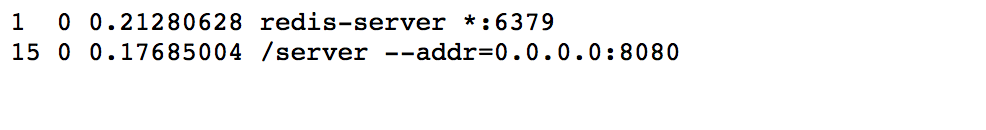 1  0 0.21280628 redis-server *:6379
15 0 0.17685004 /server --addr=0.0.0.0:8080